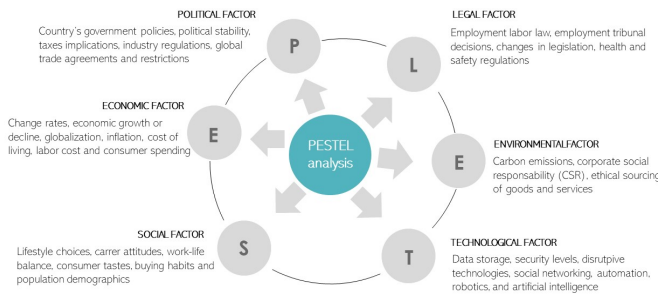 POLITICAL FACTOR
Country's government policies, political stability,
taxes implications, industry regulations, global
trade agreements and restrictions
P
LEGAL FACTOR
Employment labor law, employment tribunal
decisions, changes in legislation, health and
safety regulations
L
ECONOMIC FACTOR
Change rates, economic growth or
decline, globalization, inflation, cost of
living, labor cost and consumer spending
E
PESTEL
analysis
E
ENVIRONMENTALFACTOR
Carbon emissions, corporate social
responsability (CSR), ethical sourcing
of goods and services
SOCIAL FACTOR
Lifestyle choices, carrer attitudes, work-life
balance, consumer tastes, buying habits and
population demographics
S
T
TECHNOLOGICAL FACTOR
Data storage, security levels, disrutpive
technologies, social networking, automation,
robotics, and artificial intelligence